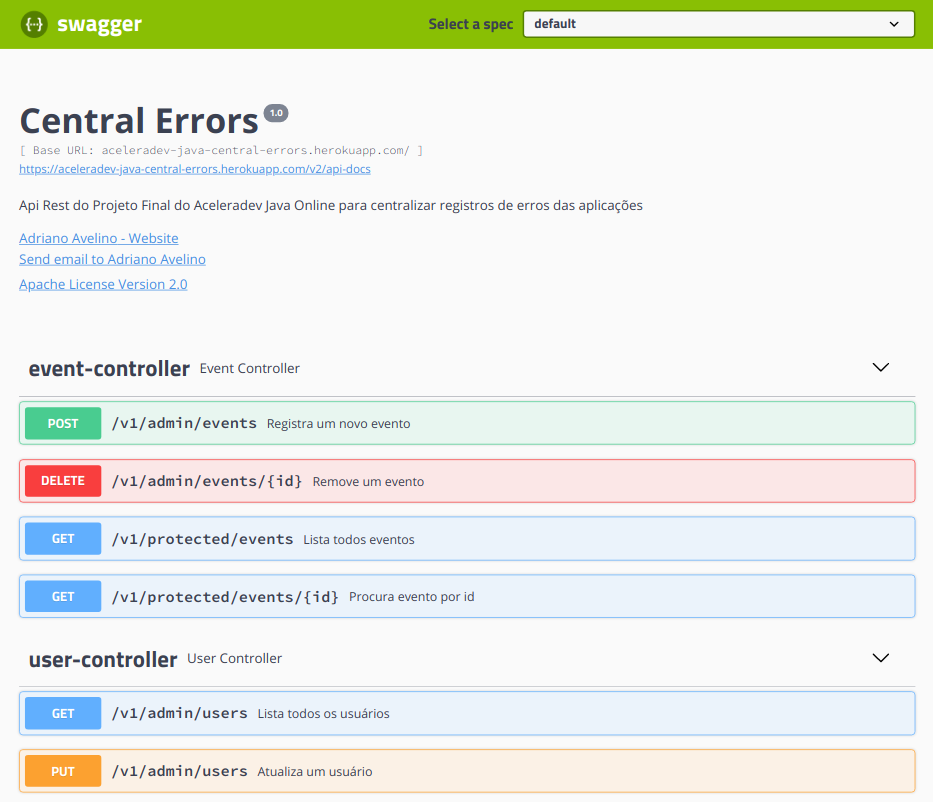 {···} swagger Select a spec default
Central Errors 1.0
[ Base URL: aceleradev-java-central-errors.herokuapp.com/ ]
https://aceleradev-java-central-errors.herokuapp.com/v2/api-docs
Api Rest do Projeto Final do Aceleradev Java Online para centralizar registros de erros das aplicações
Adriano Avelino - Website
Send email to Adriano Avelino
Apache License Version 2.0
event-controller Event Controller
POST /v1/admin/events Registra um novo evento
DELETE /v1/admin/events/{id} Remove um evento
GET /v1/protected/events Lista todos eventos
GET /v1/protected/events/{id} Procura evento por id
user-controller User Controller
GET /v1/admin/users Lista todos os usuários
PUT /v1/admin/users Atualiza um usuário